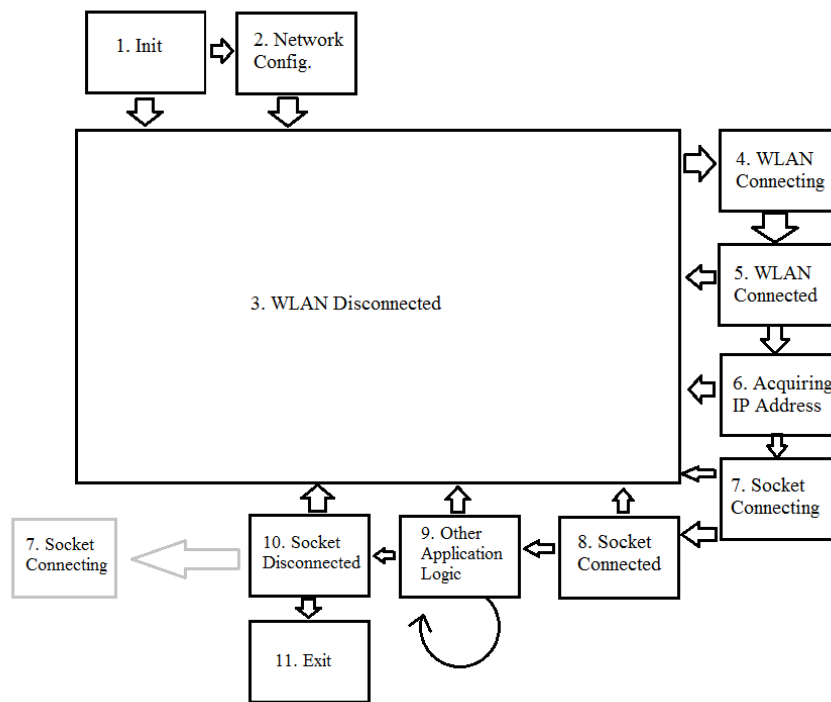 1. Init
2. Network
Config.
4. WLAN
Connecting
3. WLAN Disconnected
5. WLAN
Connected
6. Acquiring
IP Address
7. Socket
Connecting
7. Socket
Connecting
10. Socket
Disconnected
9. Other
Application
Logic
8. Socket
Connected
11. Exit